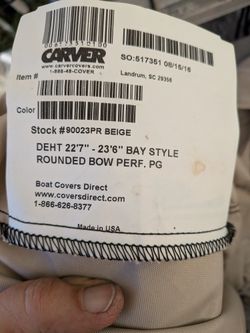 00817313100
CARVER
www.carvercovers.com
1-888-48-COVER
SO:517351 08/15/16
Landrum, SC 29356
Item #
Color
Stock #90023PR BEIGE
DEHT 22'7" - 23'6" BAY STYLE
ROUNDED BOW PERF. PG
Boat Covers Direct
www.coversdirect.com
1-866-626-8377
Made in USA